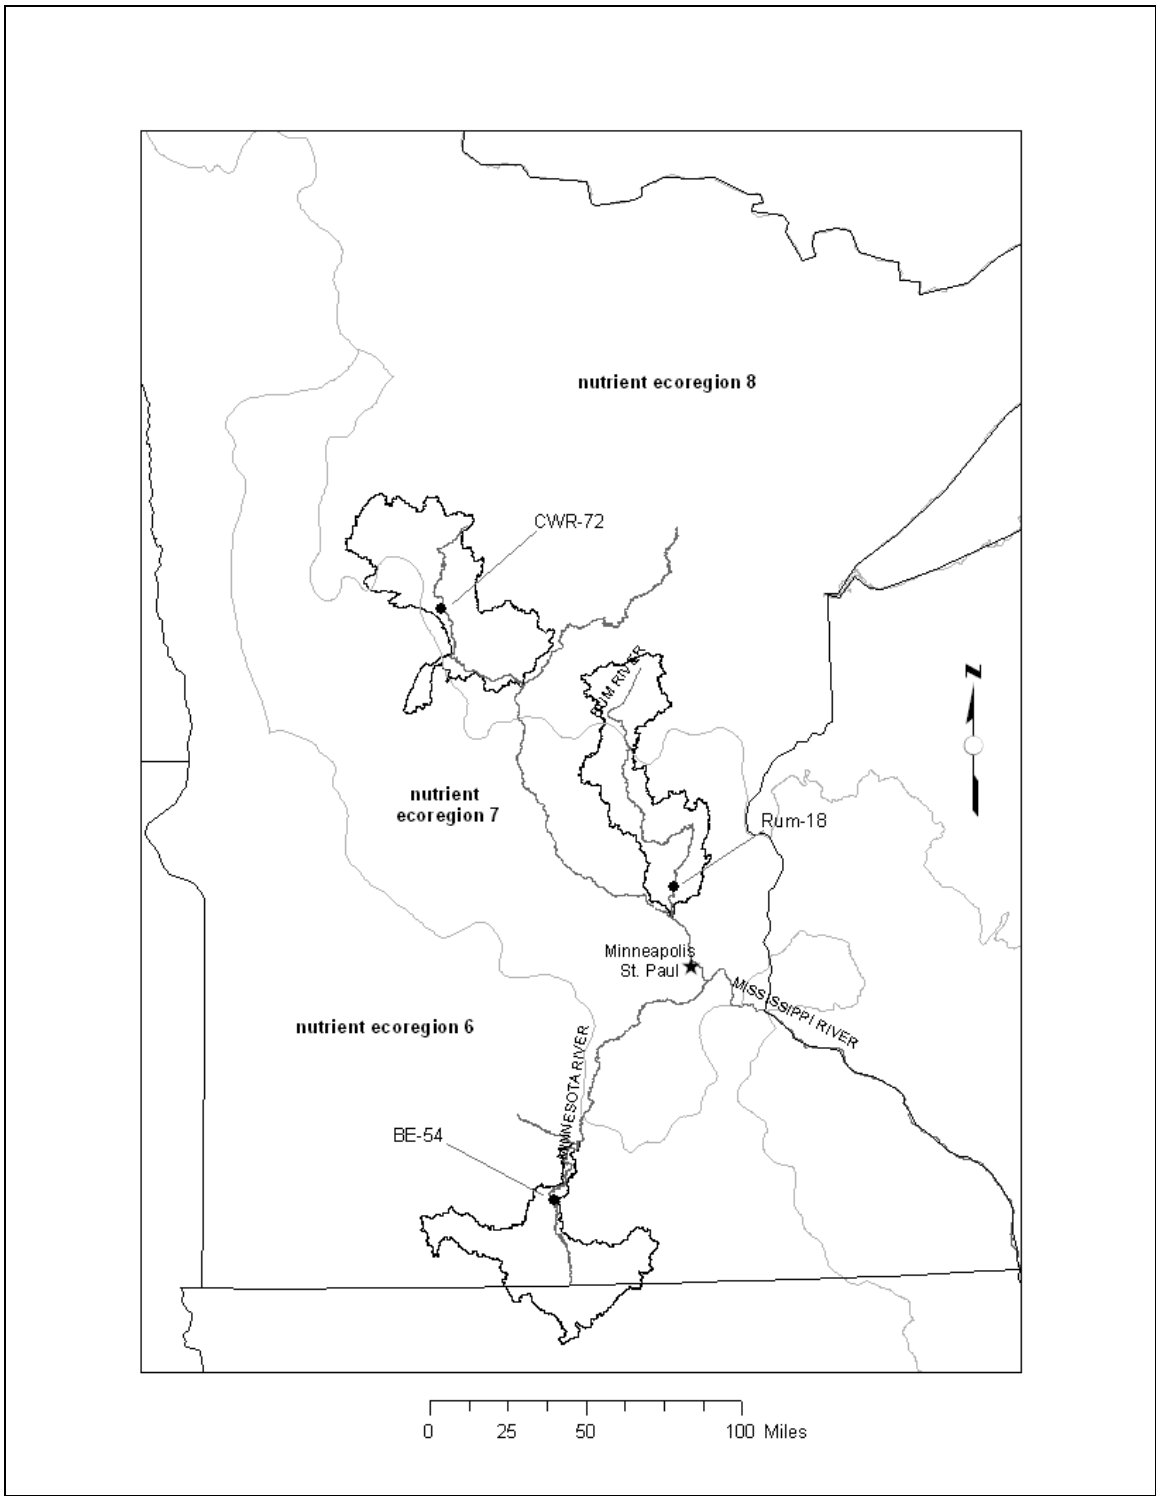 nutrient ecoregion 8
CWR-72
RUM RIVER
N
nutrient
ecoregion 7
Rum-18
Minneapolis
St. Paul
MISSISSIPPI RIVER
nutrient ecoregion 6
MINNESOTA RIVER
BE-54
0 25 50 100 Miles